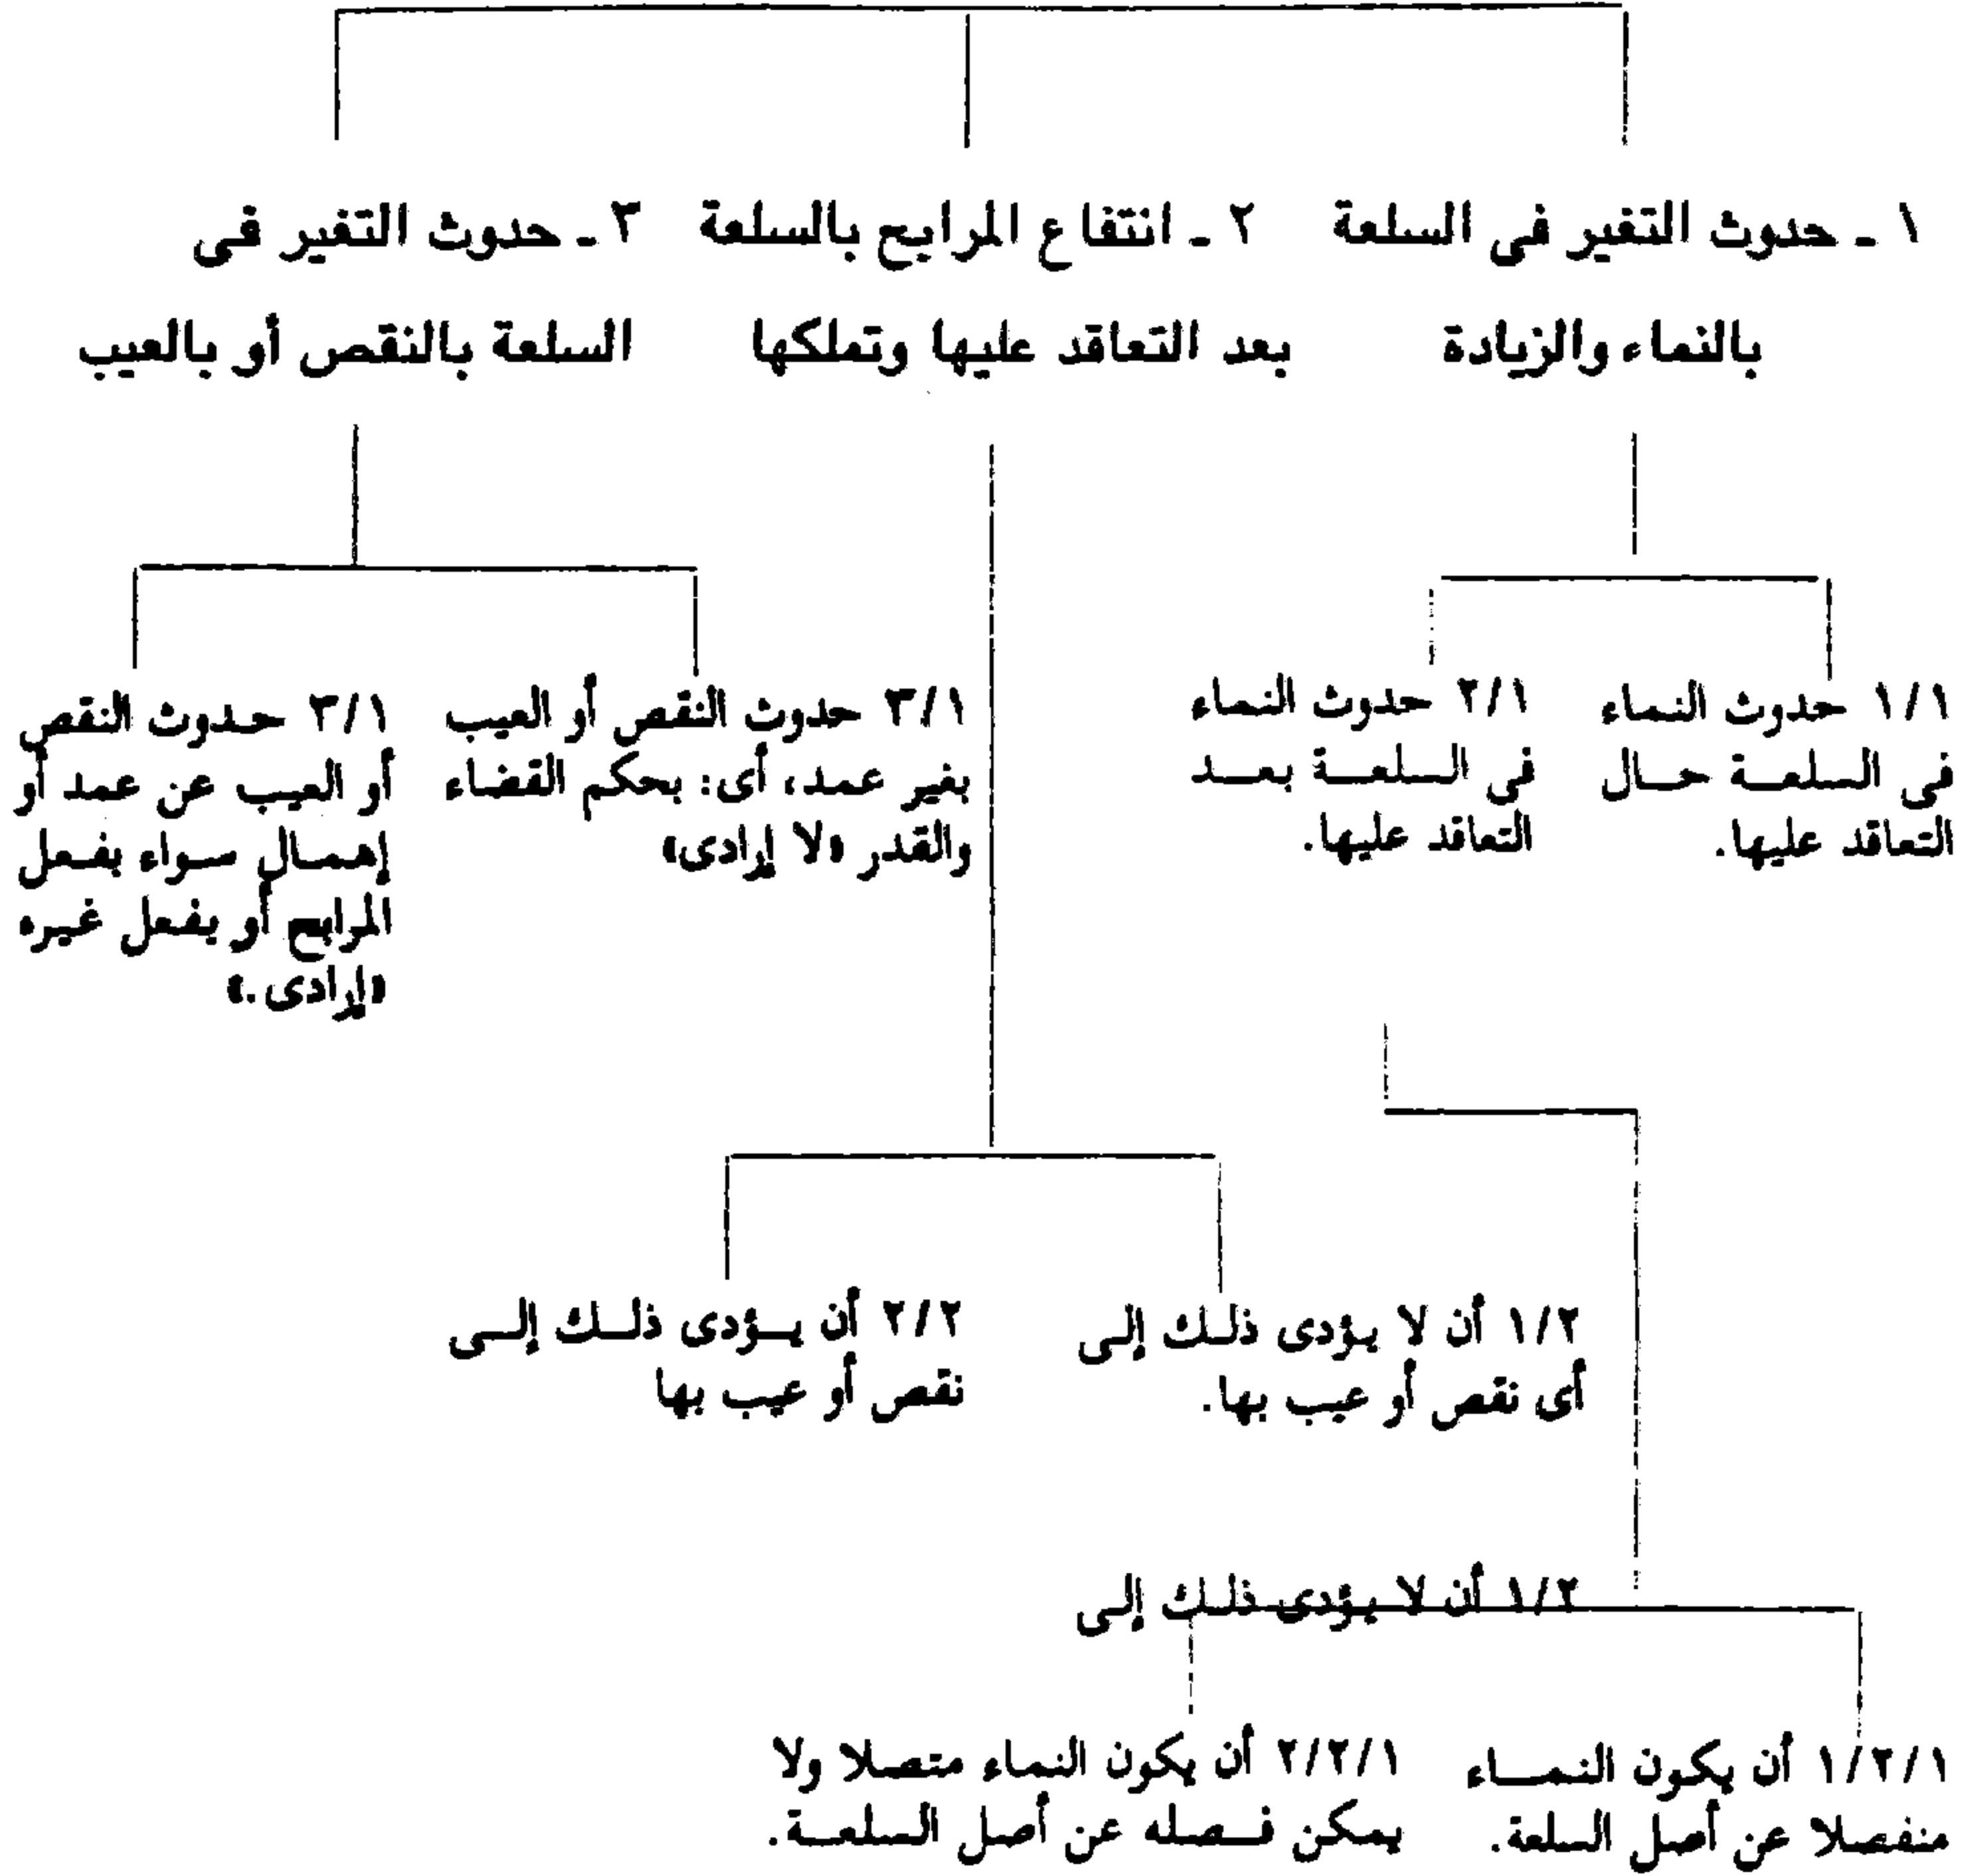 ١ ـ حدوث التغير فى السلعة
بالنماء والزيادة
٢ ـ انتفاع المرابح بالسلعة
بعد التعاقد عليها وتملكها
٣ ـ حدوث التغير فى
السلعة بالنقص أو بالعيب
١/١ حدوث النماء
في السلعة حال
التعاقد عليها.
٢/١ حدوث النماء
في السلعة بعد
التعاقد عليها.
٣/١ حدوث النقص أو العيب
بغير عمد، أى: بحكم القضاء
والقدر «لا إرادى»
٣/١ حدوث النقص
أو العيب عن عمد أو
إهمال سواء بفعل
المرابح أو بفعل غيره
«إرادى.»
١/٢ أن لا يؤدى ذلك إلى
أى نقص أو عيب بها.
٢/٢ أن يؤدى ذلك إلى
نقص أو عيب بها
١/٢ أن لا يؤدى ذلك إلى
١/٢/١ أن يكون النماء
منفصلا عن أصل السلعة.
٢/٢/١ أن يكون النماء متصلا ولا
يمكن فصله عن أصل السلعة.